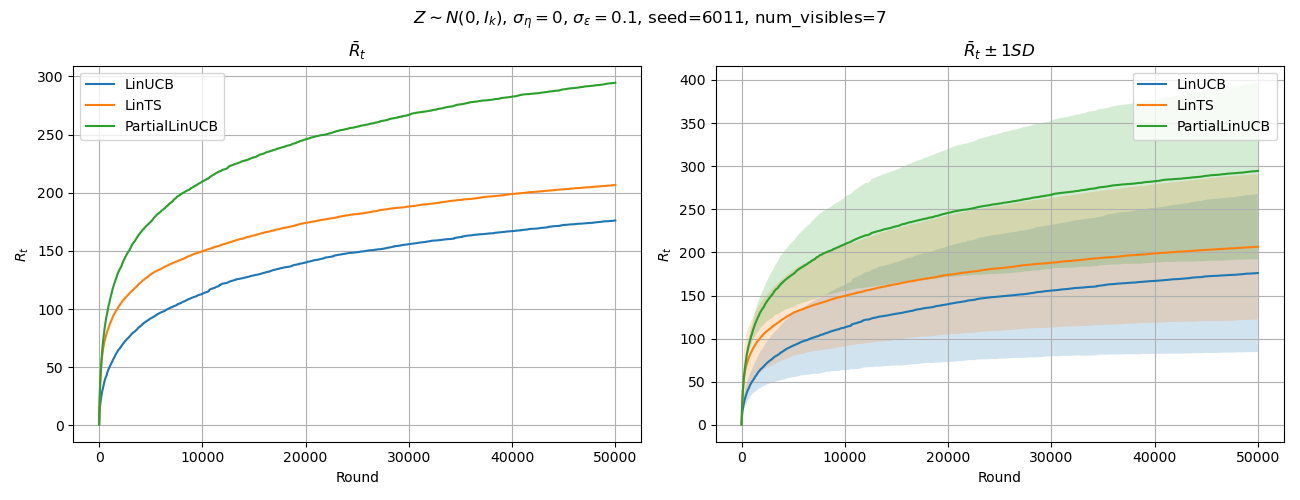 Z ∼ N(0, I_k), σ_η = 0, σ_ε = 0.1, seed=6011, num_visibles=7
R̄_t
300
250
200
150
100
50
0
R_t
LinUCB
LinTS
PartialLinUCB
0 10000 20000 30000 40000 50000
Round
R̄_t ± 1SD
400
350
300
250
200
150
100
50
0
R_t
LinUCB
LinTS
PartialLinUCB
0 10000 20000 30000 40000 50000
Round